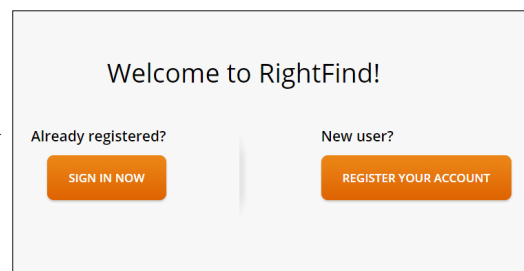 Welcome to RightFind!
Already registered?
SIGN IN NOW
New user?
REGISTER YOUR ACCOUNT